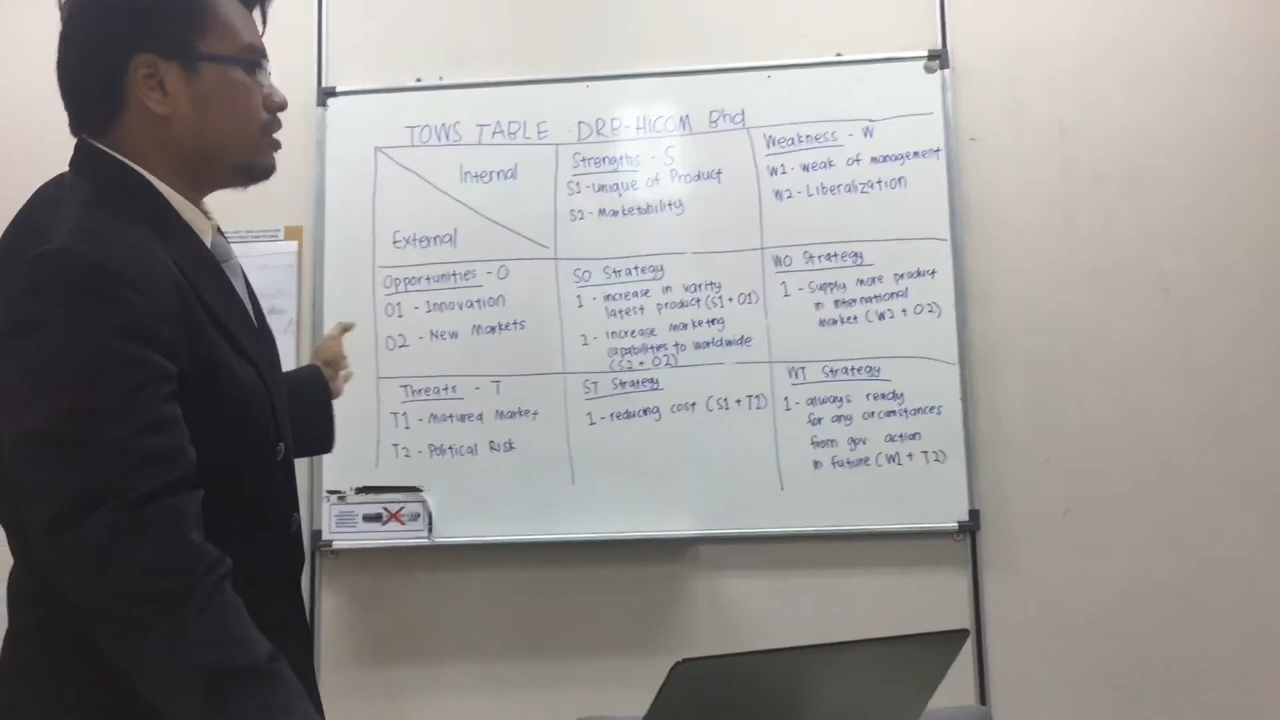 TOWS TABLE : DRB-HICOM Bhd
Internal
External
Strengths - S
S1 - unique of Product
S2 - Marketability
Weakness - W
W1 - weak of management
W2 - Liberalization
Opportunities - O
O1 - Innovation
O2 - New Markets
SO Strategy
1 - increase in varity
latest product (S1 + O1)
2 - increase marketing
capabilities to worldwide
(S2 + O2)
WO Strategy
1 - Supply more product
in international
market (W2 + O2)
Threats - T
T1 - Matured Market
T2 - Political Risk
ST Strategy
1 - reducing cost (S1 + T1)
WT Strategy
1 - always ready
for any circumstances
from gov. action
in future (W1 + T2)